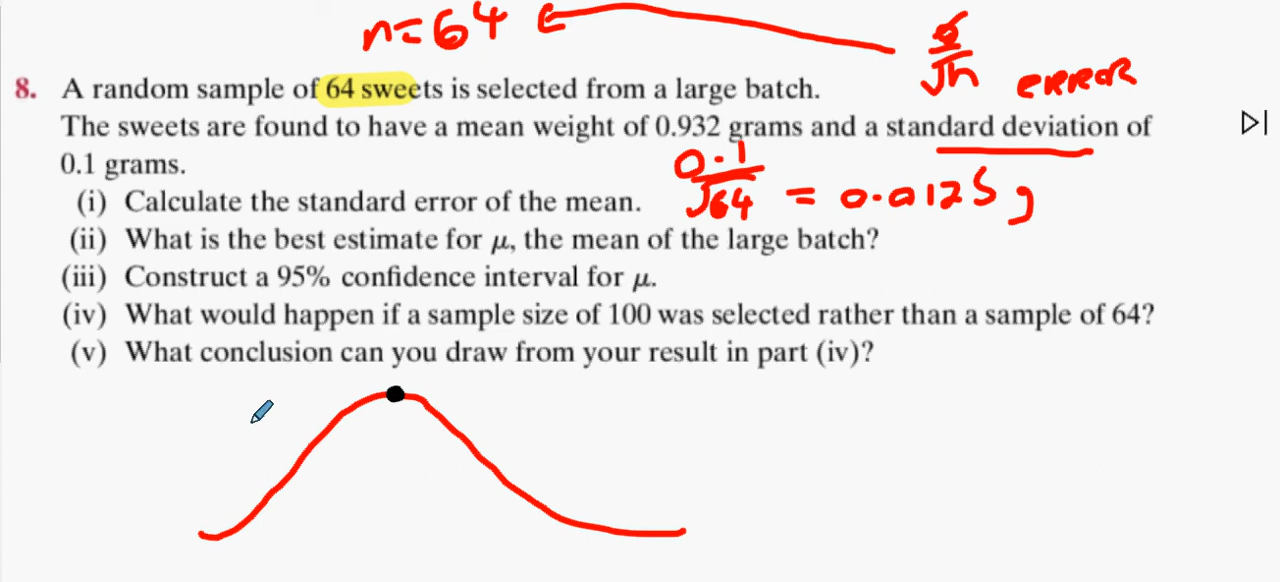 n=64
σ/√n ERROR
8. A random sample of 64 sweets is selected from a large batch.
The sweets are found to have a mean weight of 0.932 grams and a standard deviation of
0.1 grams.
(i) Calculate the standard error of the mean.
0.1/√64 = 0.0125g
(ii) What is the best estimate for μ, the mean of the large batch?
(iii) Construct a 95% confidence interval for μ.
(iv) What would happen if a sample size of 100 was selected rather than a sample of 64?
(v) What conclusion can you draw from your result in part (iv)?